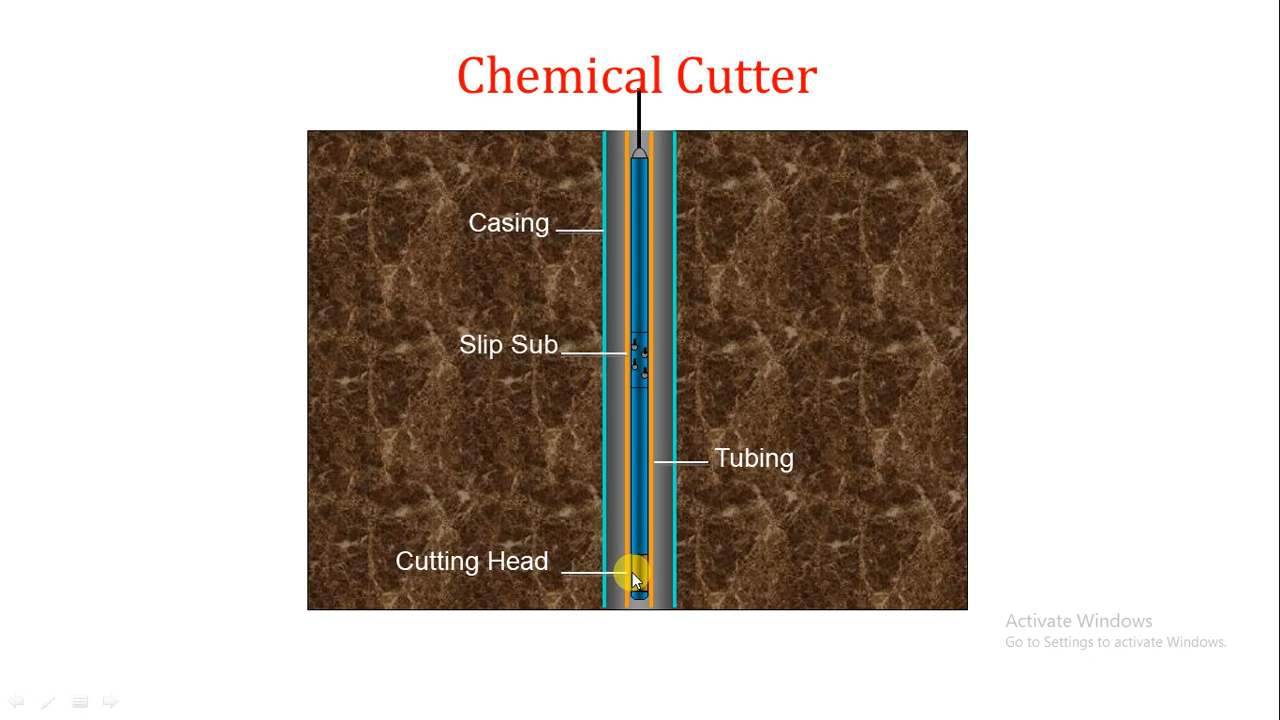 Chemical Cutter
Casing
Slip Sub
Tubing
Cutting Head
Activate Windows
Go to Settings to activate Windows.